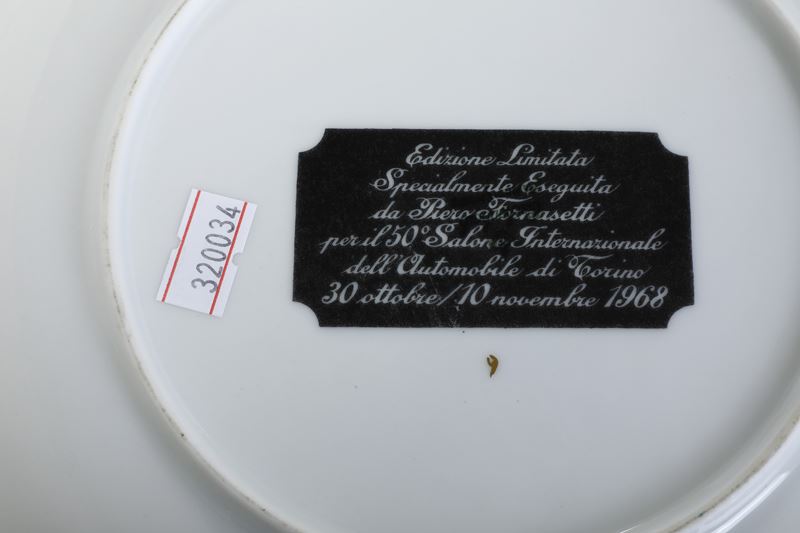 Edizione Limitata
Specialmente Eseguita
da Piero Fornasetti
per il 50° Salone Internazionale
dell'Automobile di Torino
30 ottobre/10 novembre 1968
320034